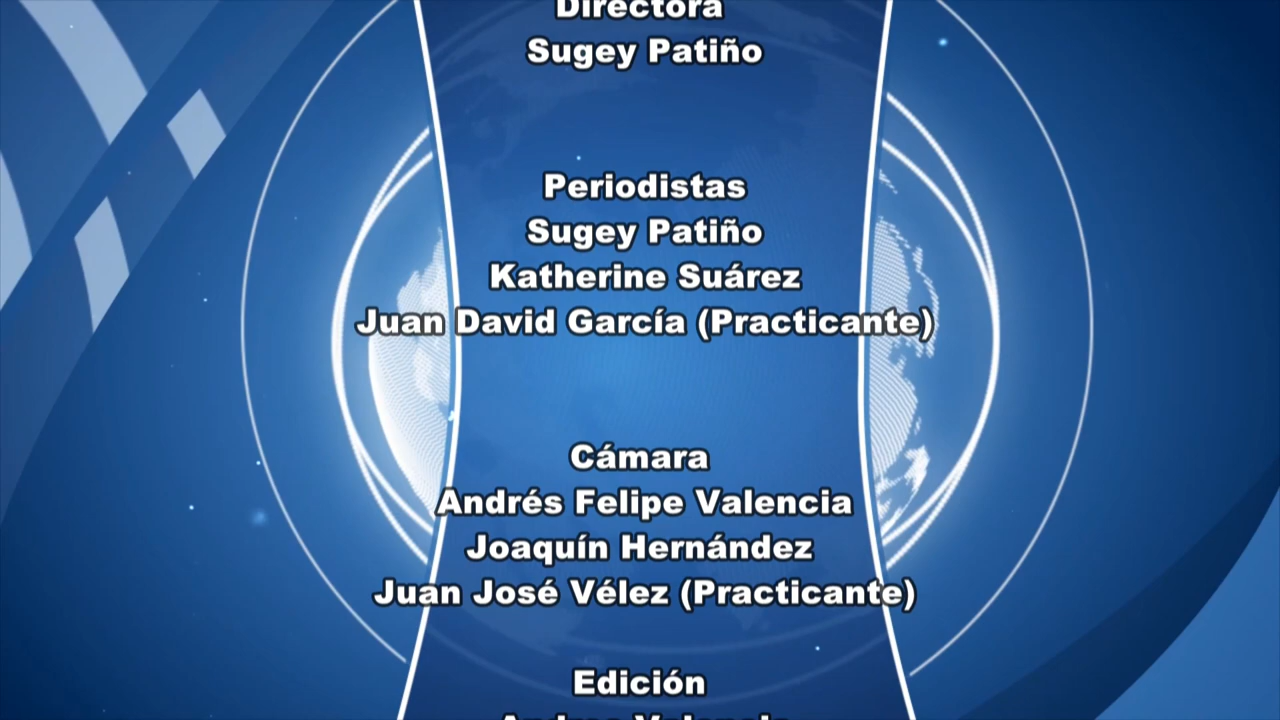 Directora
Sugey Patiño
Periodistas
Sugey Patiño
Katherine Suárez
Juan David García (Practicante)
Cámara
Andrés Felipe Valencia
Joaquín Hernández
Juan José Vélez (Practicante)
Edición